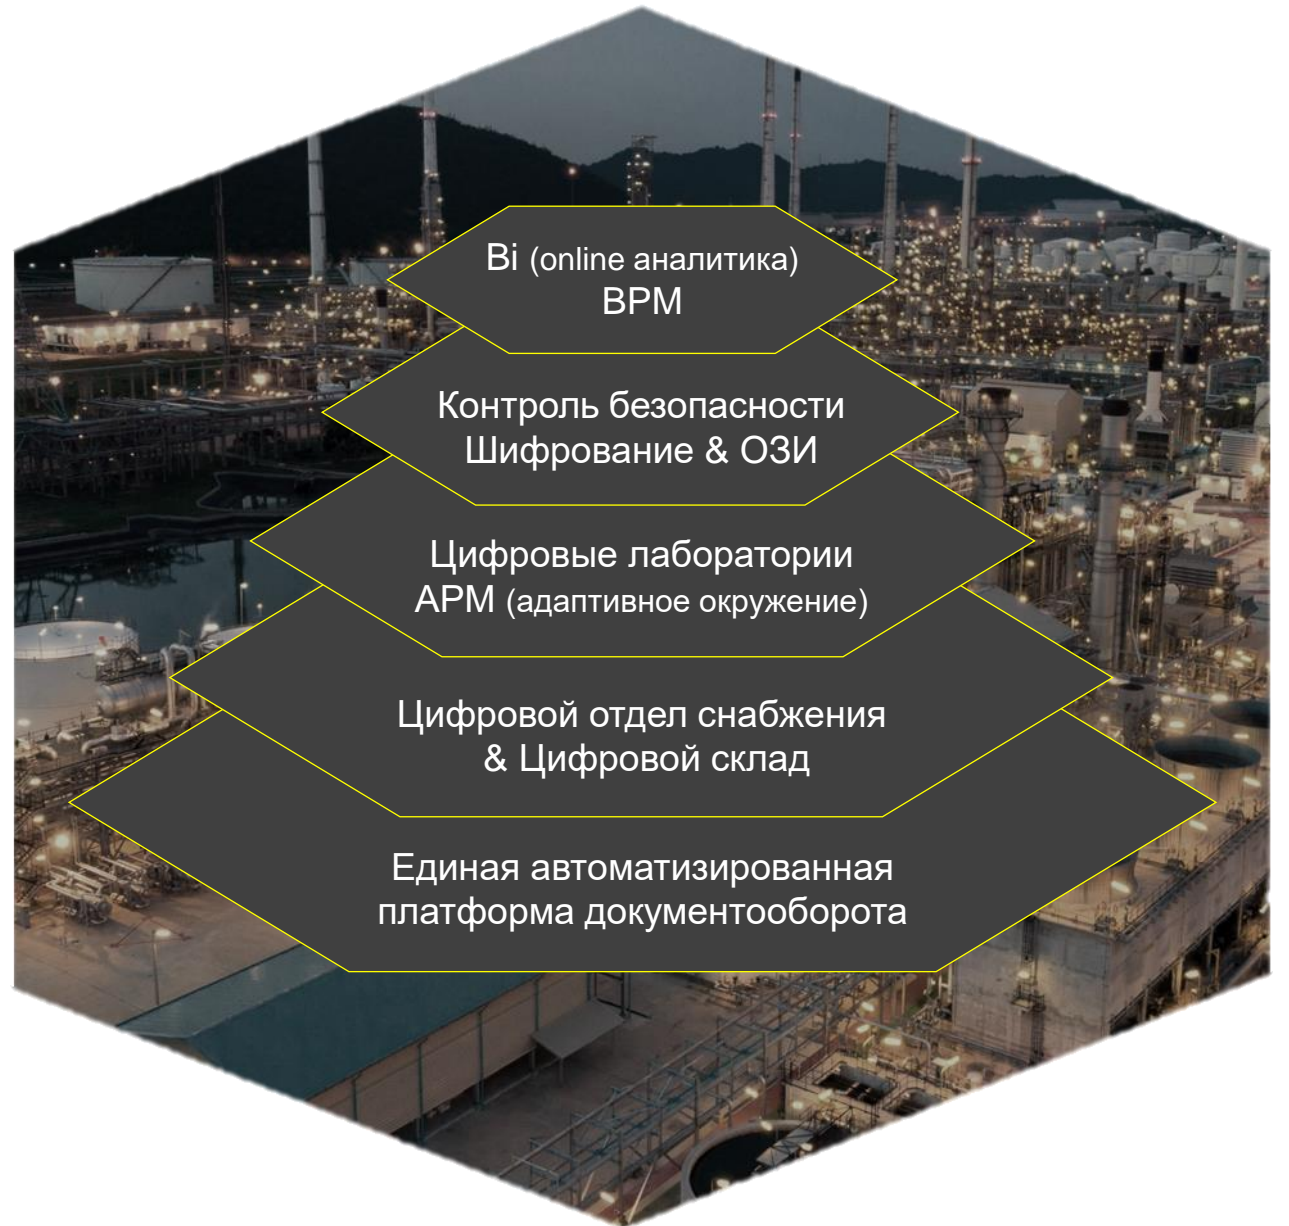 Bi (online аналитика)
BPM
Контроль безопасности
Шифрование & ОЗИ
Цифровые лаборатории
АРМ (адаптивное окружение)
Цифровой отдел снабжения
& Цифровой склад
Единая автоматизированная
платформа документооборота